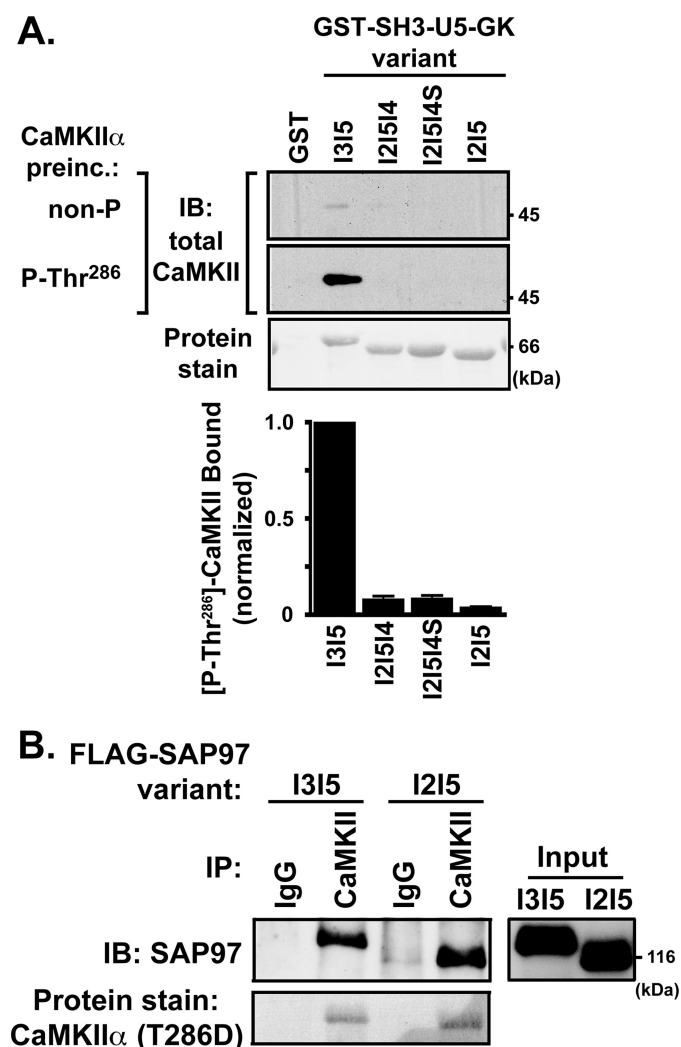 A.
GST-SH3-U5-GK
variant
GST
I3I5
I2I5I4
I2I5I4S
I2I5
CaMKIIα
preinc.:
non-P
P-Thr286
IB:
total
CaMKII
45
45
Protein
stain
66
(kDa)
[P-Thr286]-CaMKII Bound
(normalized)
1.0
0.5
0
I3I5
I2I5I4
I2I5I4S
I2I5
B.
FLAG-SAP97
variant:
I3I5
I2I5
IP:
IgG
CaMKII
IgG
CaMKII
Input
I3I5
I2I5
IB: SAP97
116
(kDa)
Protein stain:
CaMKIIα (T286D)